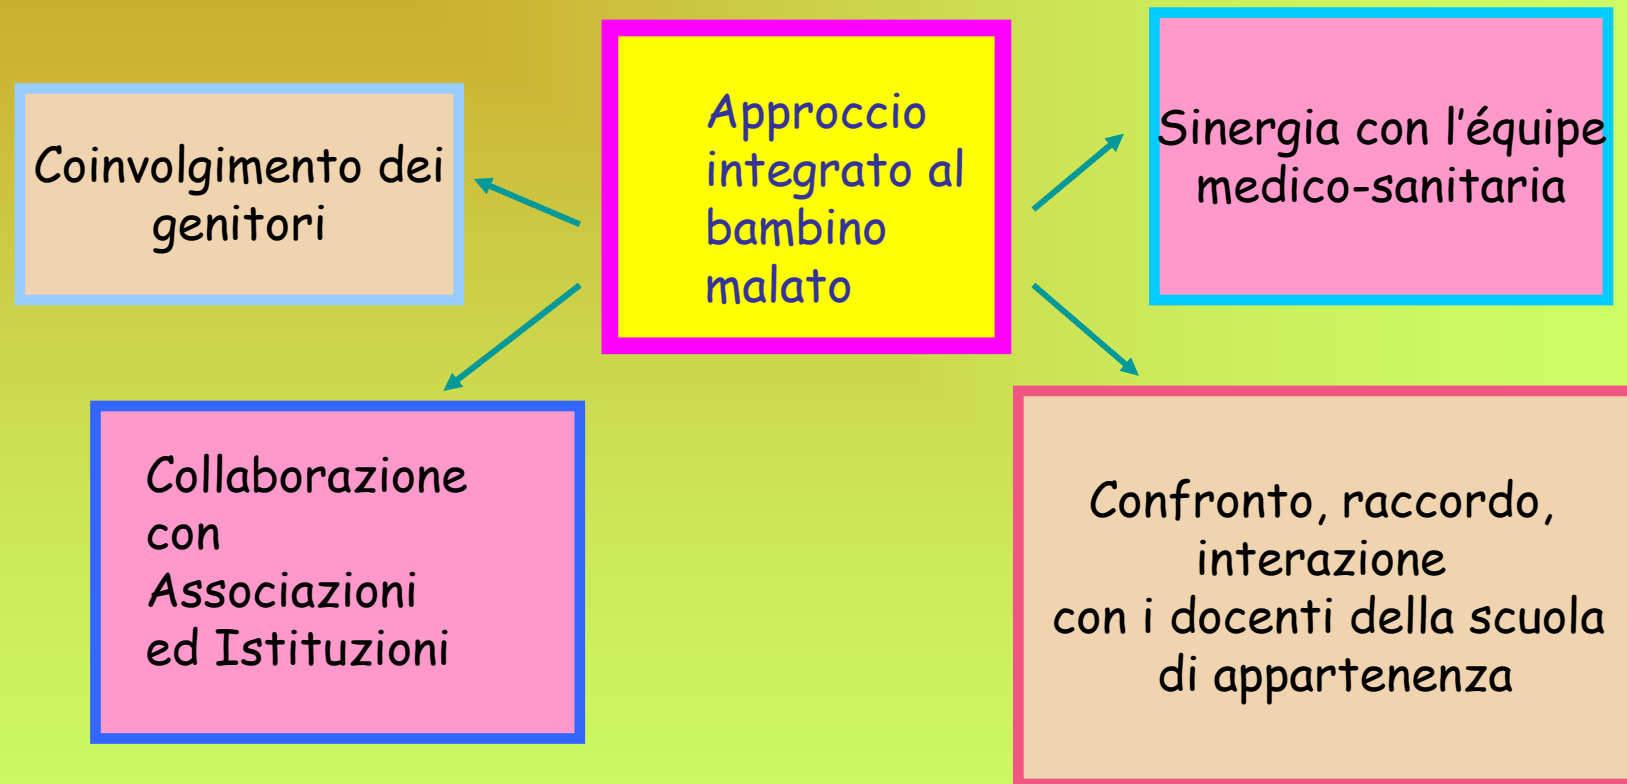 Approccio
integrato al
bambino
malato
Coinvolgimento dei
genitori
Sinergia con l'équipe
medico-sanitaria
Collaborazione
con
Associazioni
ed Istituzioni
Confronto, raccordo,
interazione
con i docenti della scuola
di appartenenza